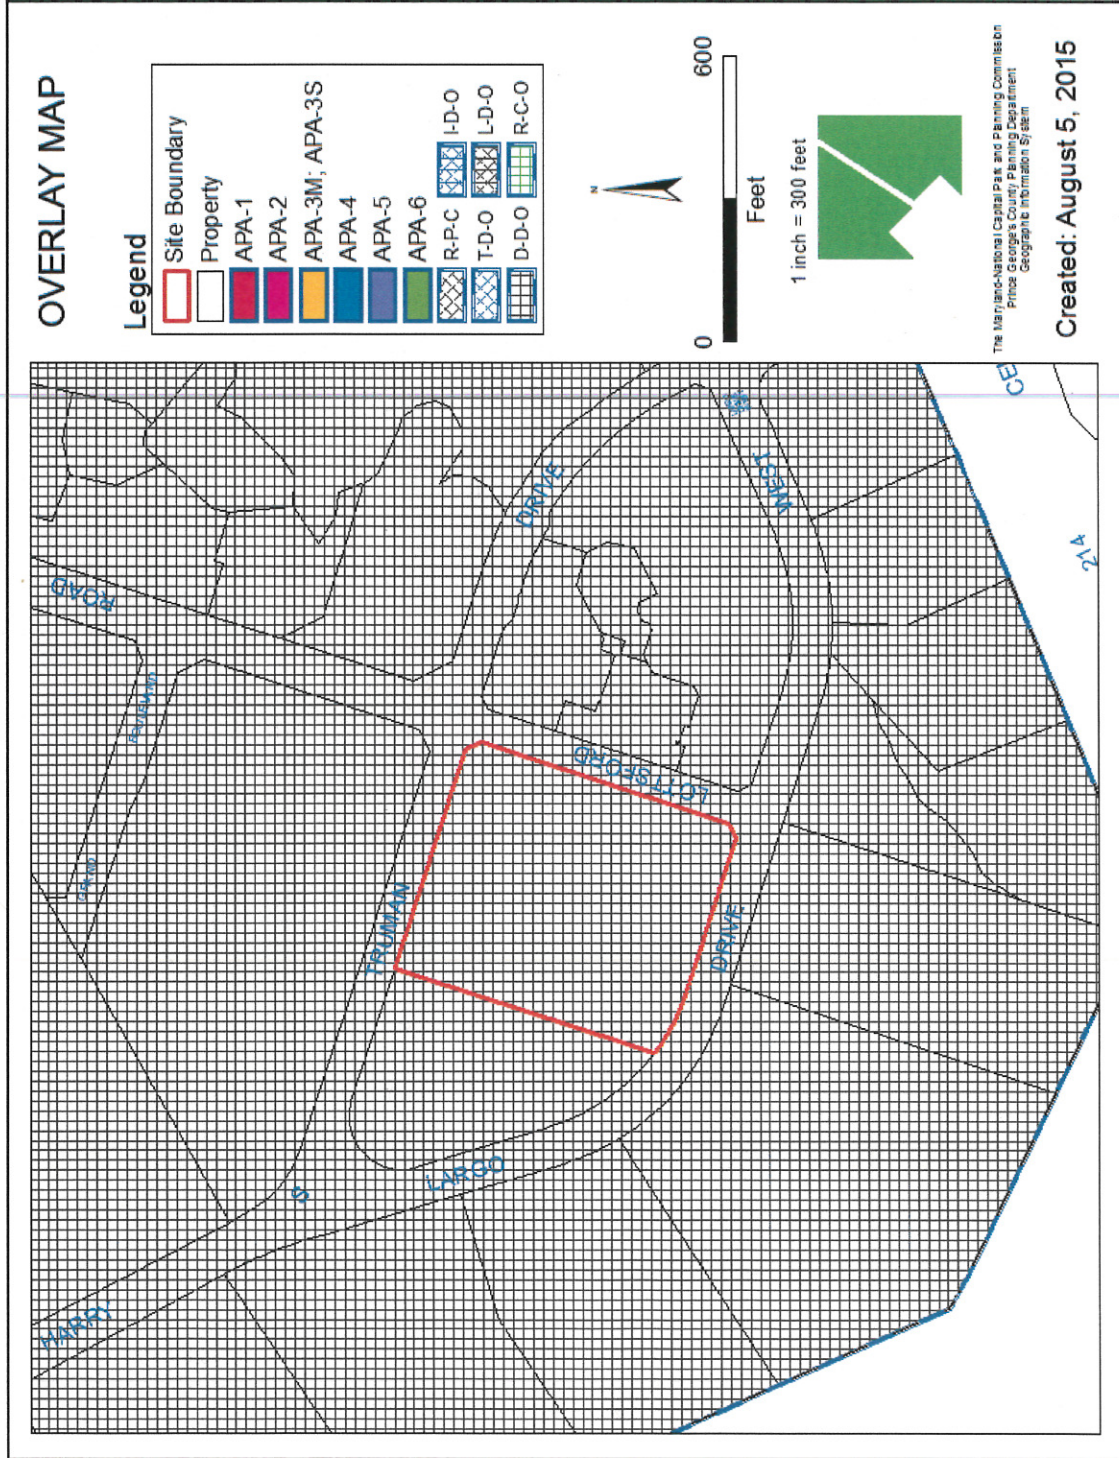 OVERLAY MAP
Legend
Site Boundary
Property
APA-1
APA-2
APA-3M; APA-3S
APA-4
APA-5
APA-6
R-P-C
I-D-O
T-D-O
L-D-O
D-D-O
R-C-O
N
0
600
Feet
1 inch = 300 feet
The Maryland-National Capital Park and Planning Commission
Prince George's County Planning Department
Geographic Information System
Created: August 5, 2015
HARRY
S
TRUMAN
DRIVE
LARGO
DRIVE
WEST
LOTTSFORD
ROAD
GRAND
BOULEVARD
214
CE